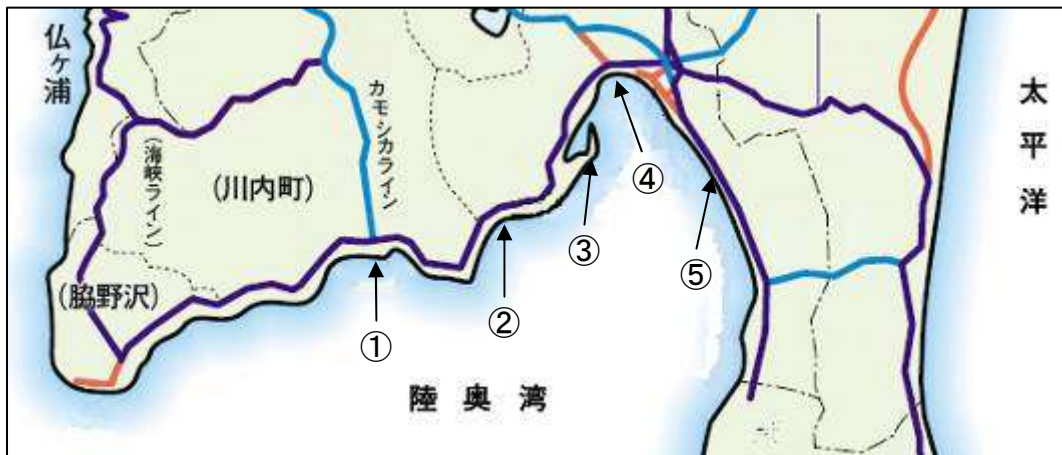 仏ヶ浦
(海峡ライン)
カモシカライン
(川内町)
(脇野沢)
①
②
③
④
⑤
陸奥湾
太平洋